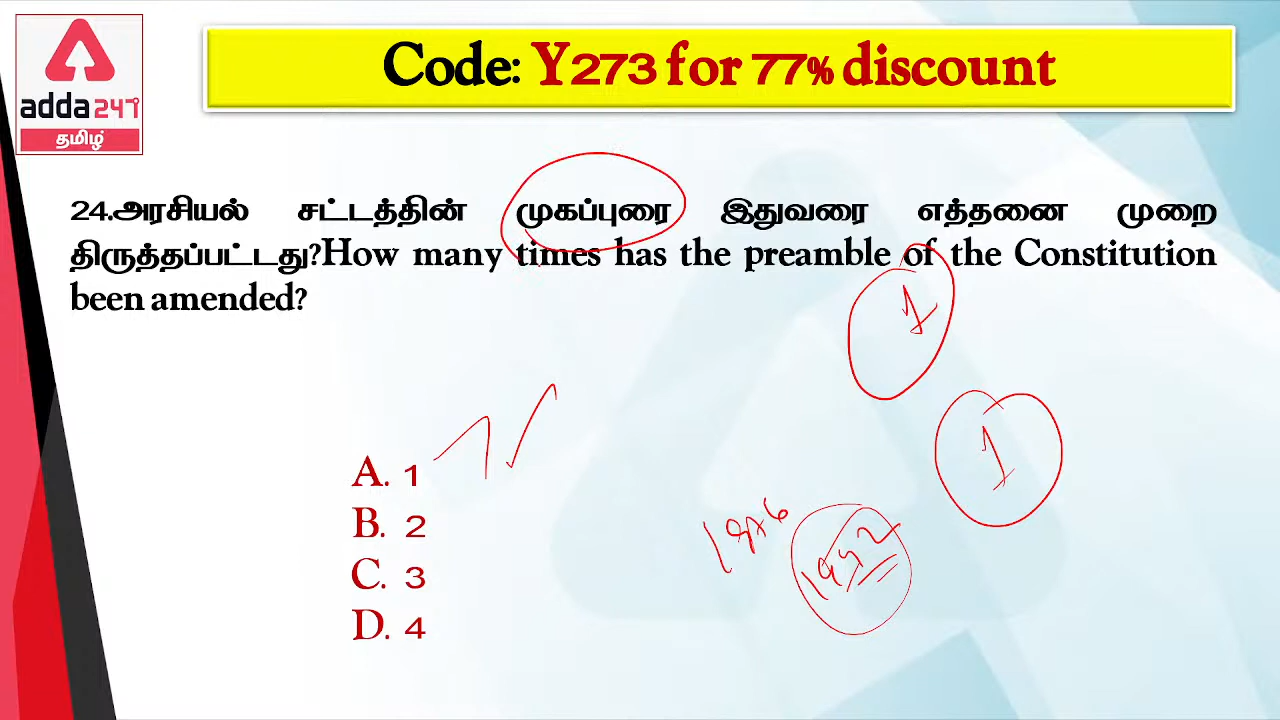 Code: Y273 for 77% discount
adda247
தமிழ்
24.அரசியல் சட்டத்தின் முகப்புரை இதுவரை எத்தனை முறை
திருத்தப்பட்டது?How many times has the preamble of the Constitution
been amended?
1
1
A. 1
B. 2
C. 3
D. 4